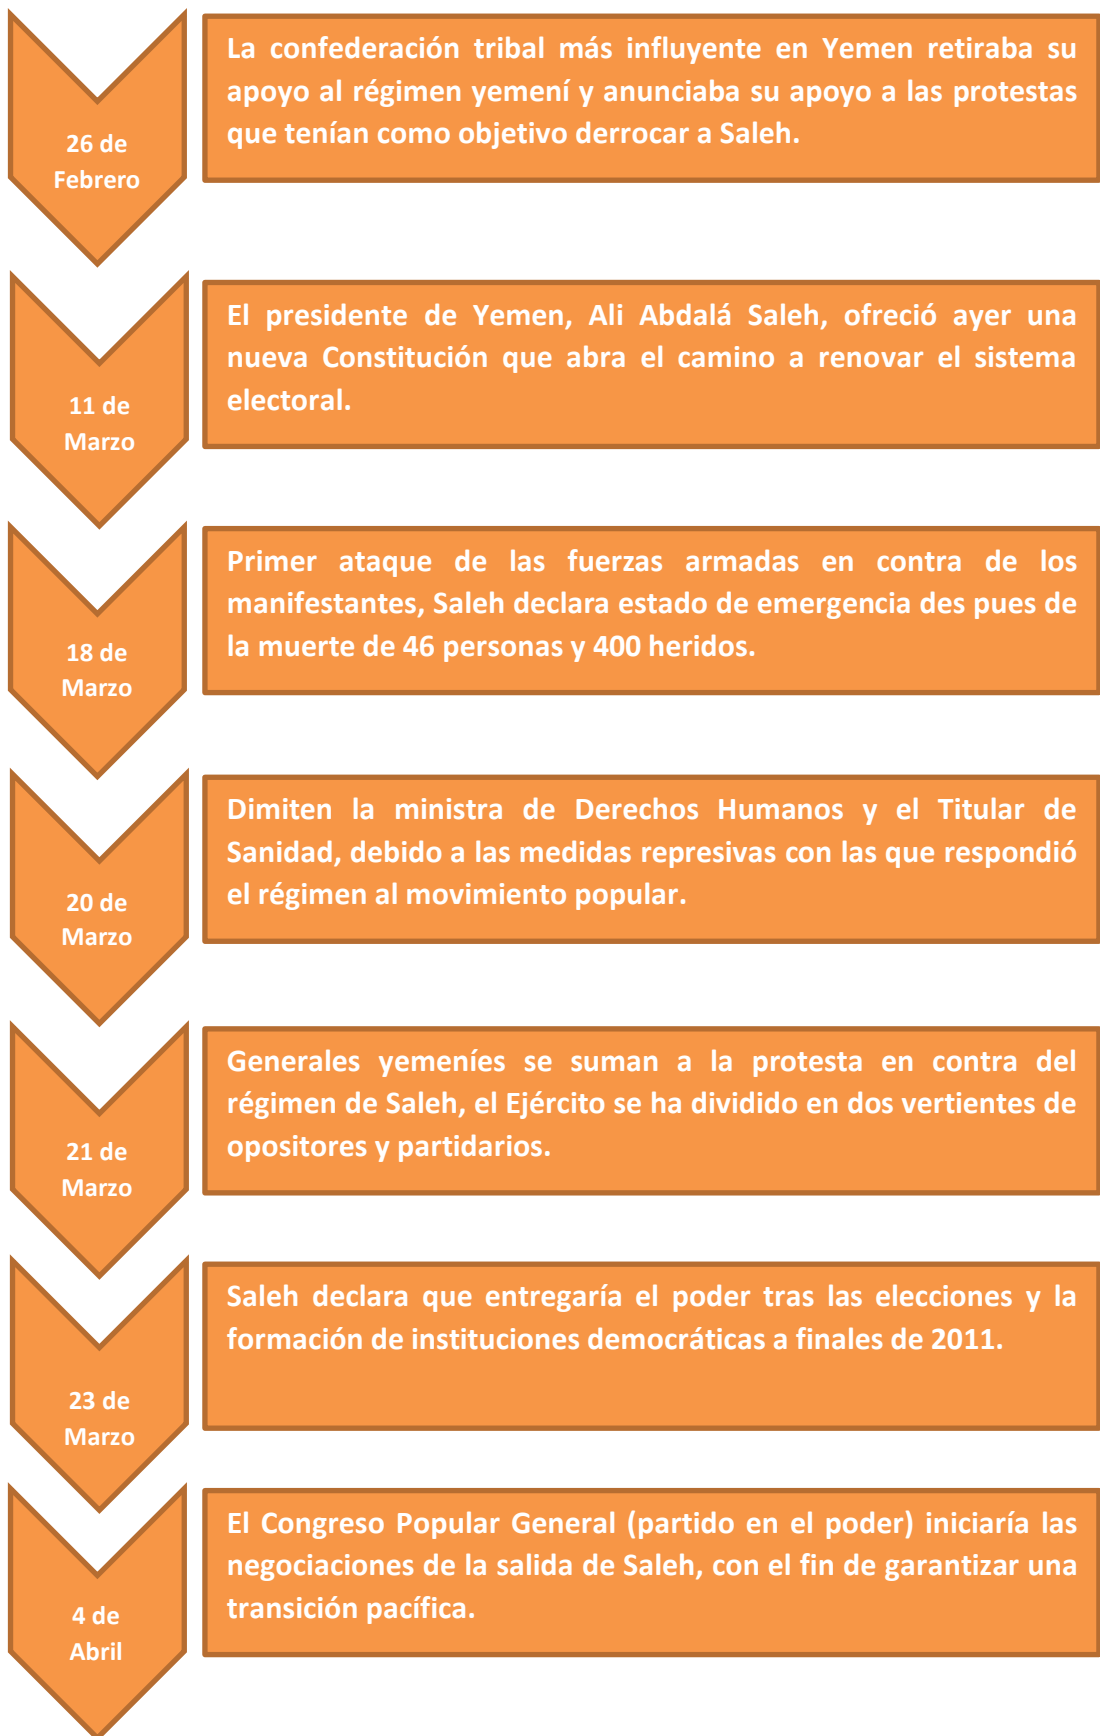 26 de
Febrero
La confederación tribal más influyente en Yemen retiraba su
apoyo al régimen yemení y anunciaba su apoyo a las protestas
que tenían como objetivo derrocar a Saleh.
11 de
Marzo
El presidente de Yemen, Ali Abdalá Saleh, ofreció ayer una
nueva Constitución que abra el camino a renovar el sistema
electoral.
18 de
Marzo
Primer ataque de las fuerzas armadas en contra de los
manifestantes, Saleh declara estado de emergencia des pues de
la muerte de 46 personas y 400 heridos.
20 de
Marzo
Dimiten la ministra de Derechos Humanos y el Titular de
Sanidad, debido a las medidas represivas con las que respondió
el régimen al movimiento popular.
21 de
Marzo
Generales yemeníes se suman a la protesta en contra del
régimen de Saleh, el Ejército se ha dividido en dos vertientes de
opositores y partidarios.
23 de
Marzo
Saleh declara que entregaría el poder tras las elecciones y la
formación de instituciones democráticas a finales de 2011.
4 de
Abril
El Congreso Popular General (partido en el poder) iniciaría las
negociaciones de la salida de Saleh, con el fin de garantizar una
transición pacífica.